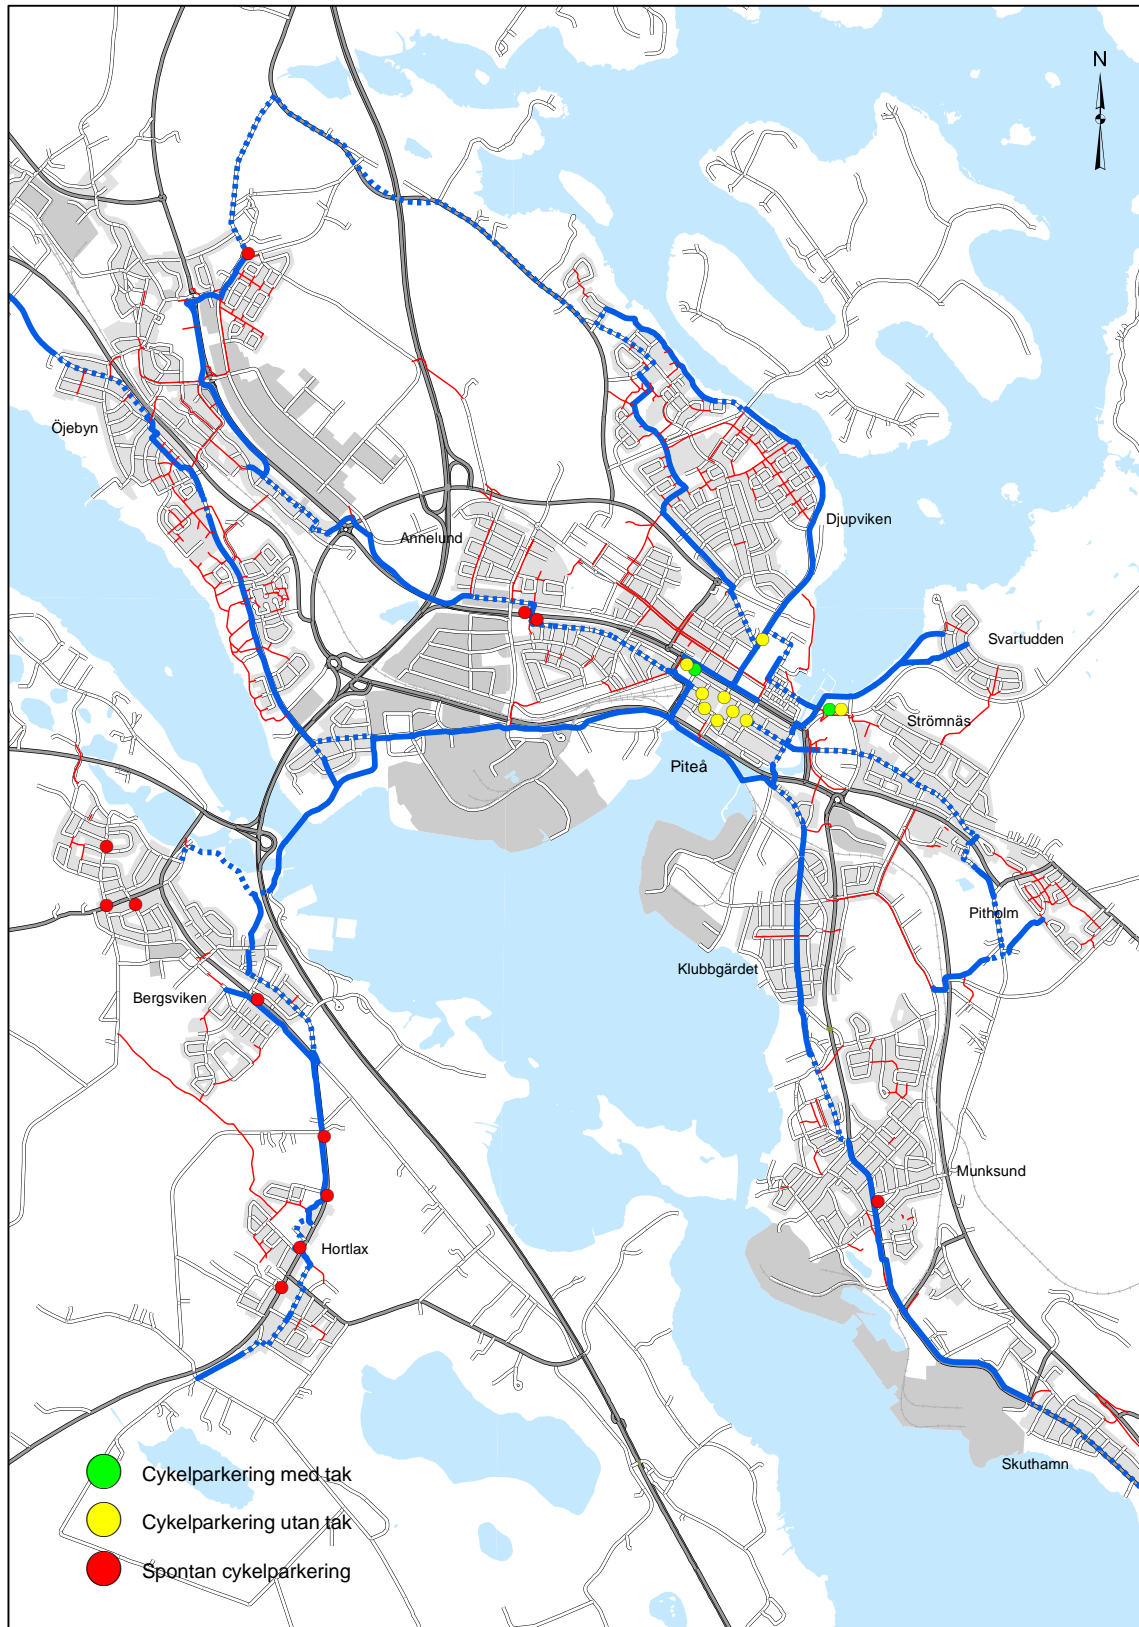 N
Öjebyn
Annelund
Djupviken
Svartudden
Strömnäs
Piteå
Pitholm
Klubbgärdet
Bergsviken
Munksund
Hortlax
Skuthamn
Cykelparkering med tak
Cykelparkering utan tak
Spontan cykelparkering